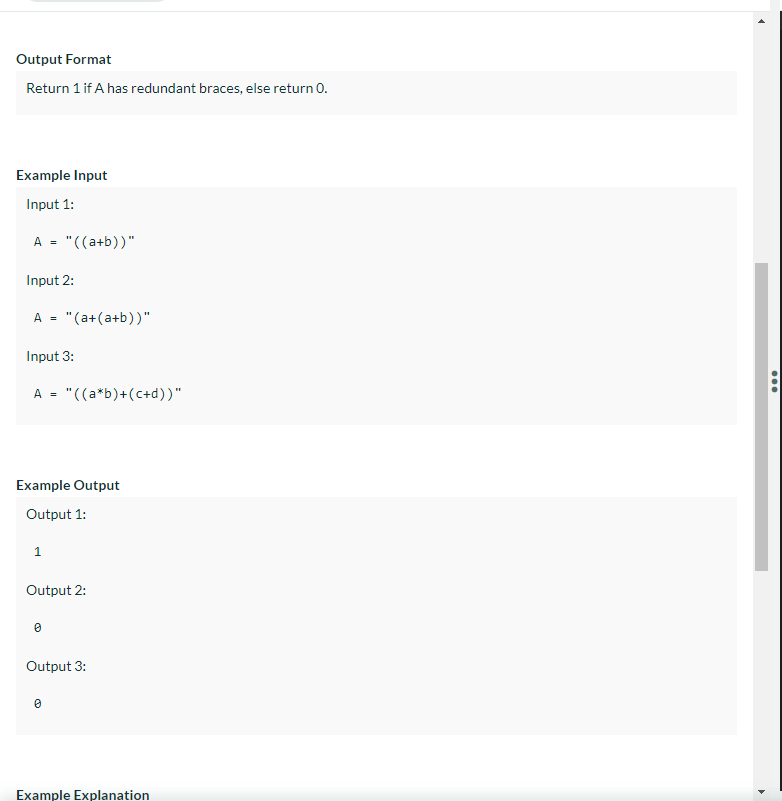 Output Format
Return 1 if A has redundant braces, else return 0.
Example Input
Input 1:
A = "((a+b))"
Input 2:
A = "(a+(a+b))"
Input 3:
A = "((a*b)+(c+d))"
Example Output
Output 1:
1
Output 2:
0
Output 3:
0
Example Explanation